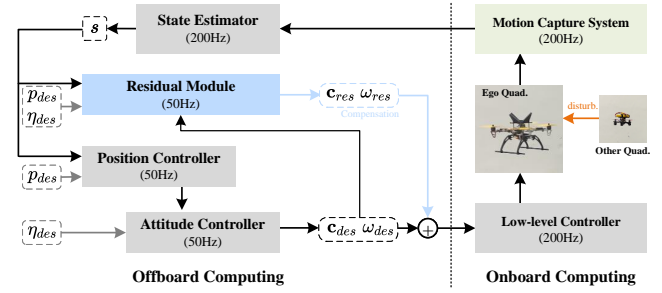 State Estimator
(200Hz)
s
Motion Capture System
(200Hz)
Residual Module
(50Hz)
p_des
η_des
c_res ω_res
Compensation
Ego Quad.
disturb.
Other Quad.
Position Controller
(50Hz)
p_des
Attitude Controller
(50Hz)
η_des
c_des ω_des
+
Low-level Controller
(200Hz)
Offboard Computing
Onboard Computing